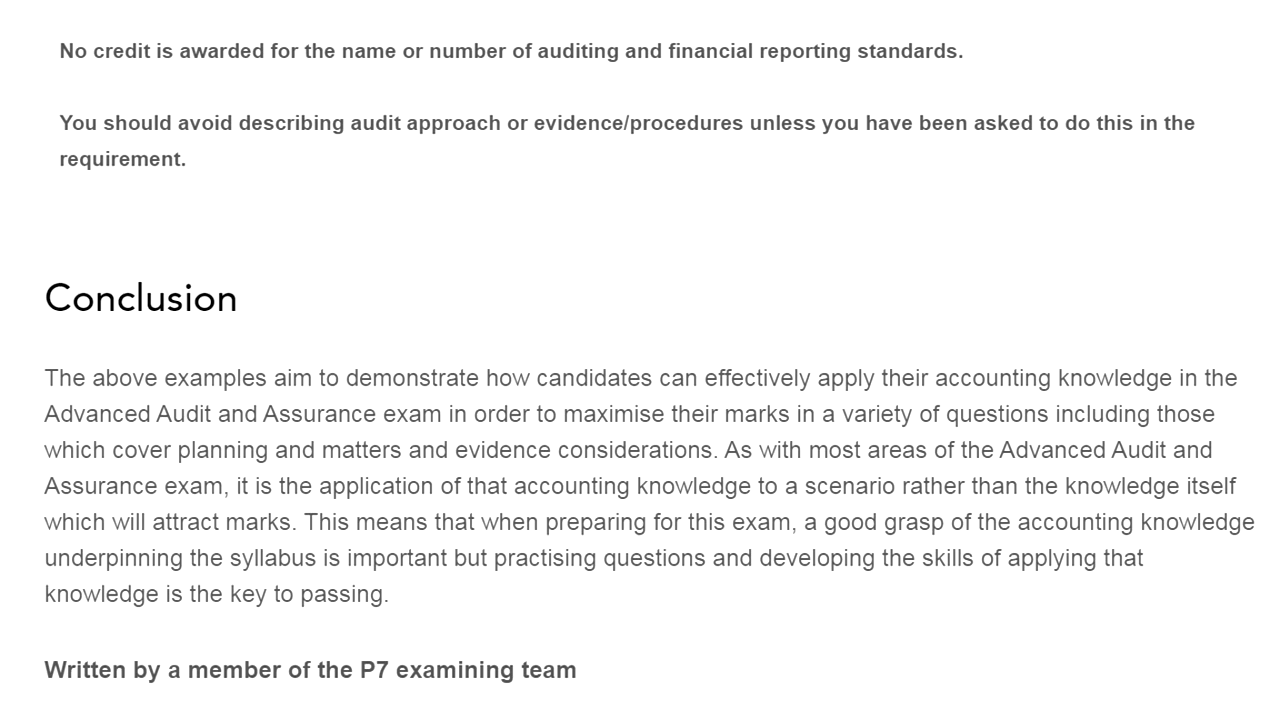 No credit is awarded for the name or number of auditing and financial reporting standards.
You should avoid describing audit approach or evidence/procedures unless you have been asked to do this in the
requirement.
Conclusion
The above examples aim to demonstrate how candidates can effectively apply their accounting knowledge in the
Advanced Audit and Assurance exam in order to maximise their marks in a variety of questions including those
which cover planning and matters and evidence considerations. As with most areas of the Advanced Audit and
Assurance exam, it is the application of that accounting knowledge to a scenario rather than the knowledge itself
which will attract marks. This means that when preparing for this exam, a good grasp of the accounting knowledge
underpinning the syllabus is important but practising questions and developing the skills of applying that
knowledge is the key to passing.
Written by a member of the P7 examining team